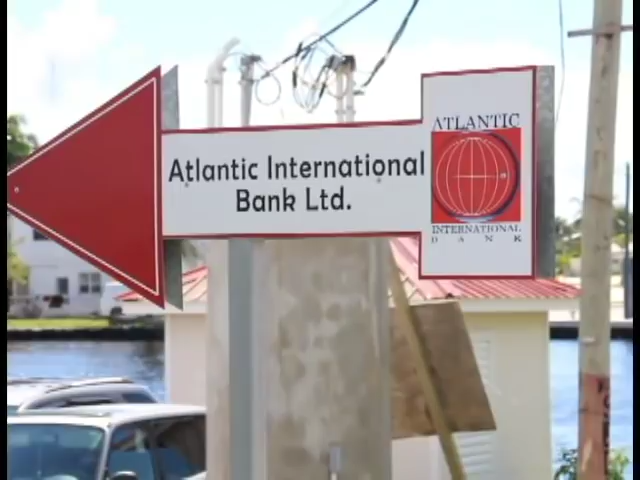 Atlantic International
Bank Ltd.
ATLANTIC
INTERNATIONAL
BANK